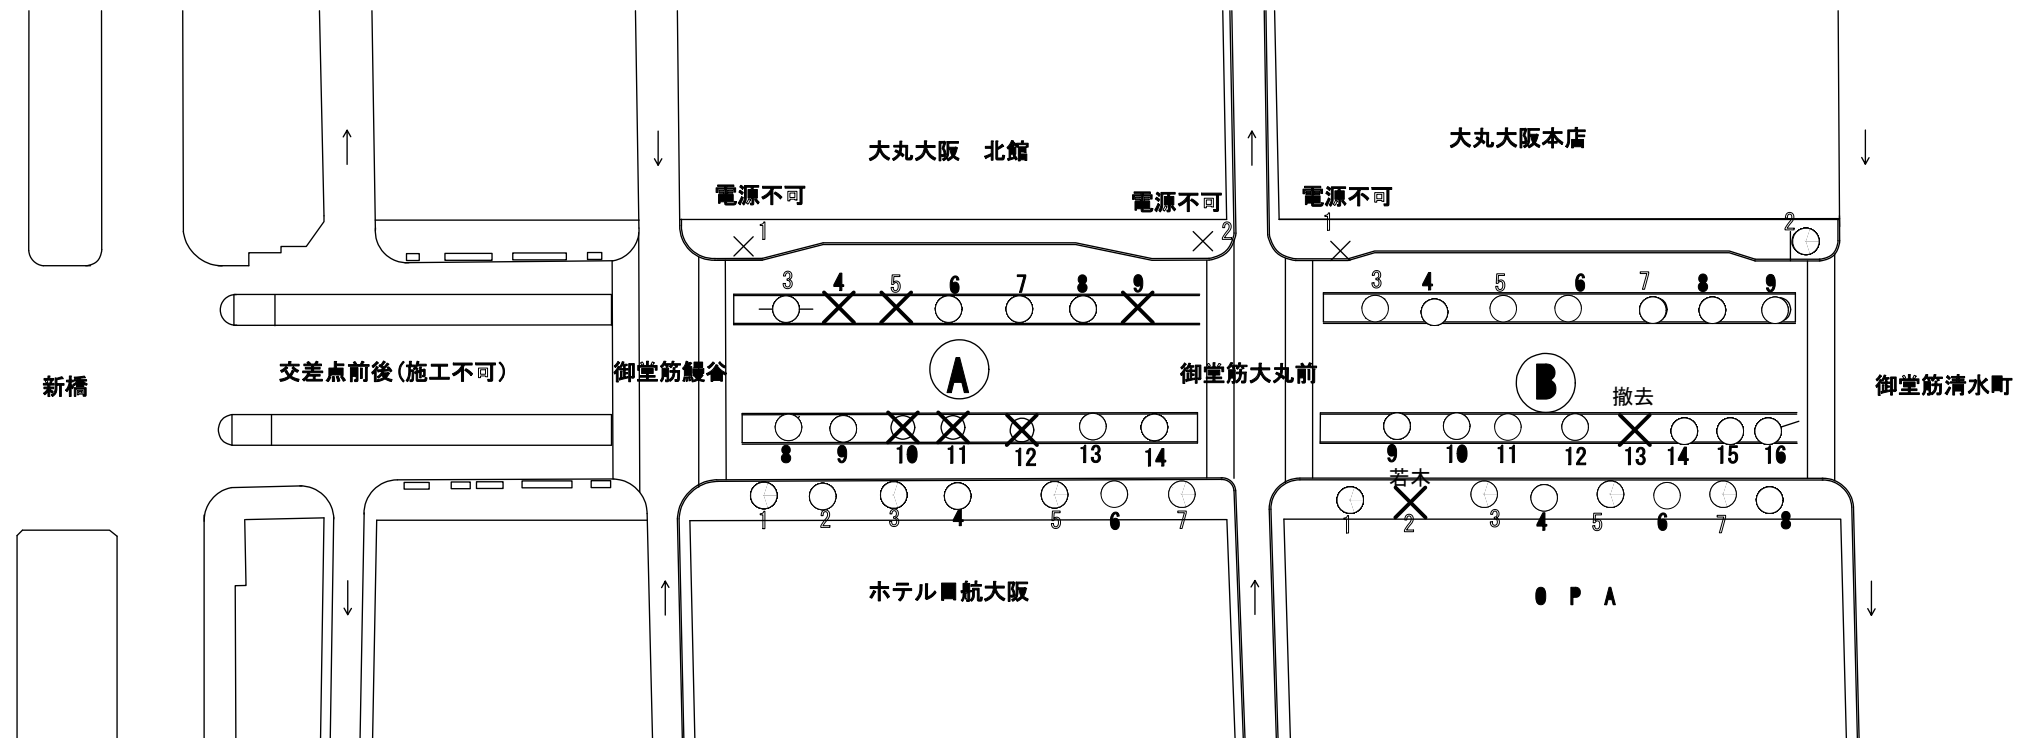 大丸大阪　北館
大丸大阪本店
電源不可
電源不可
電源不可
1
2
1
2
3 4 5 6 7 8 9
3 4 5 6 7 8 9
新橋
交差点前後(施工不可)
御堂筋鰻谷
A
御堂筋大丸前
B
御堂筋清水町
撤去
8 9 10 11 12 13 14
9 10 11 12 13 14 15 16
若木
1 2 3 4 5 6 7
1 2 3 4 5 6 7 8
ホテル日航大阪
O P A